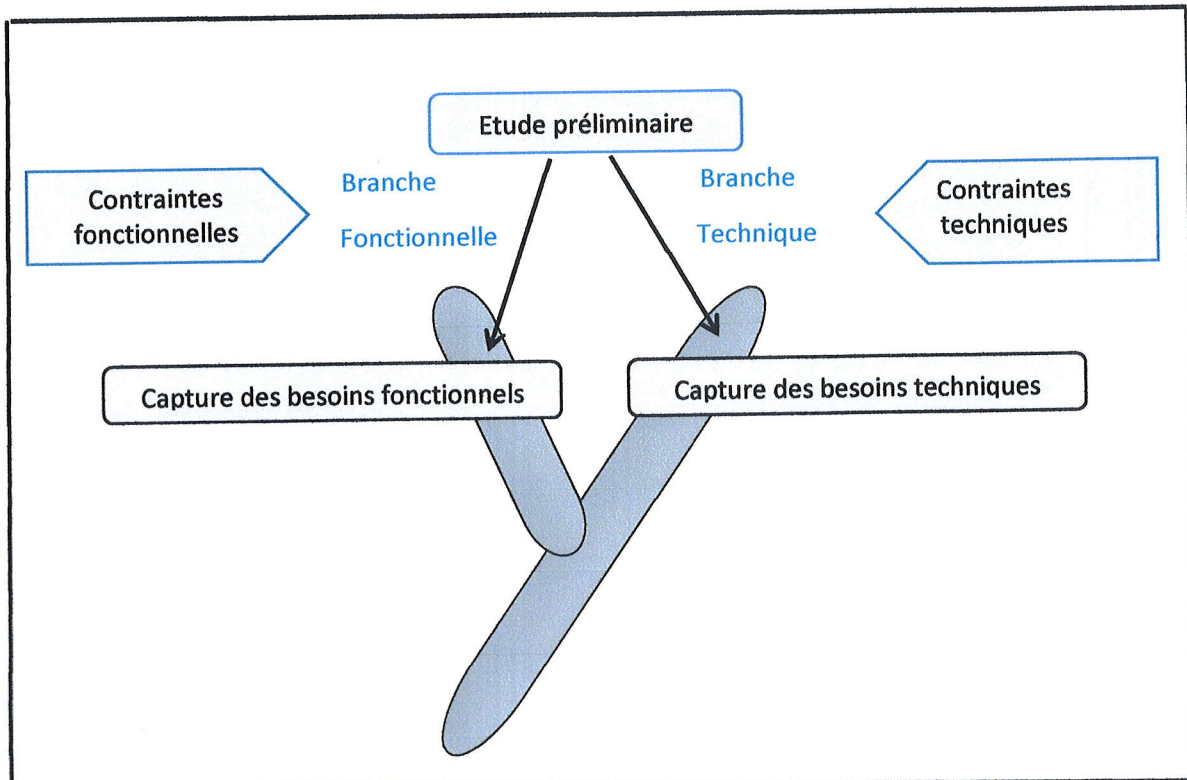 Etude préliminaire
Contraintes
fonctionnelles
Branche
Fonctionnelle
Branche
Technique
Contraintes
techniques
Capture des besoins fonctionnels
Capture des besoins techniques